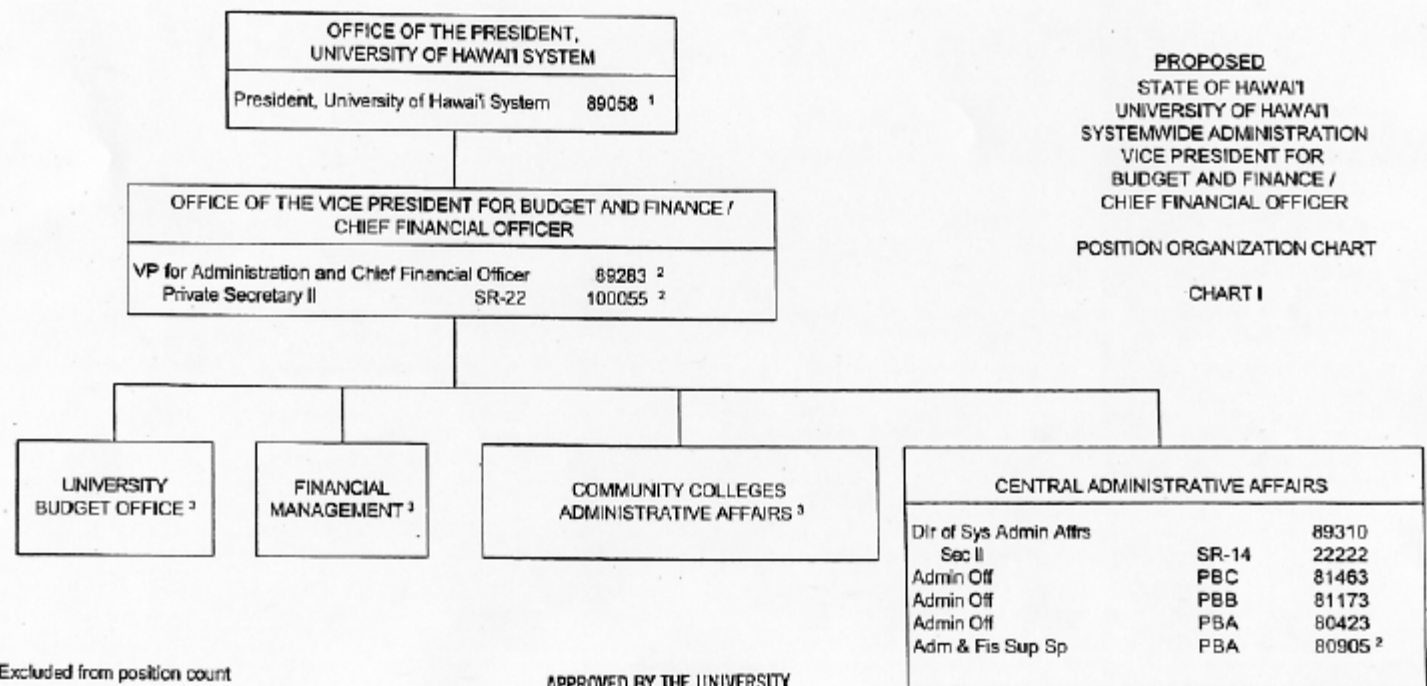 OFFICE OF THE PRESIDENT,
UNIVERSITY OF HAWAI'I SYSTEM
President, University of Hawai'i System 89058 ¹
PROPOSED
STATE OF HAWAI'I
UNIVERSITY OF HAWAI'I
SYSTEMWIDE ADMINISTRATION
VICE PRESIDENT FOR
BUDGET AND FINANCE /
CHIEF FINANCIAL OFFICER
POSITION ORGANIZATION CHART
CHART I
OFFICE OF THE VICE PRESIDENT FOR BUDGET AND FINANCE /
CHIEF FINANCIAL OFFICER
VP for Administration and Chief Financial Officer 89283 ²
Private Secretary II SR-22 100055 ²
UNIVERSITY
BUDGET OFFICE ³
FINANCIAL
MANAGEMENT ³
COMMUNITY COLLEGES
ADMINISTRATIVE AFFAIRS ³
CENTRAL ADMINISTRATIVE AFFAIRS
Dir of Sys Admin Affrs 89310
Sec II SR-14 22222
Admin Off PBC 81463
Admin Off PBB 81173
Admin Off PBA 80423
Adm & Fis Sup Sp PBA 80905 ²
Excluded from position count
APPROVED BY THE UNIVERSITY